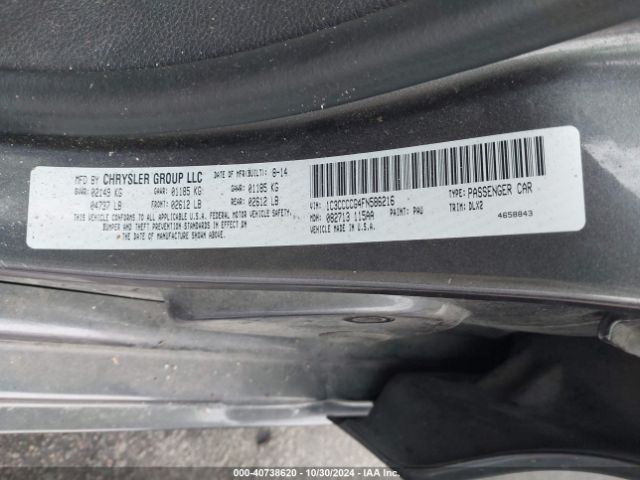 MFD BY CHRYSLER GROUP LLC DATE OF MFR(BUILT): 8-14
GVWR: 02149 KG GAWR: 01185 KG GAWR: 01185 KG
04737 LB FRONT: 02612 LB REAR: 02612 LB
THIS VEHICLE CONFORMS TO ALL APPLICABLE U.S.A. FEDERAL MOTOR VEHICLE SAFETY,
BUMPER AND THEFT PREVENTION STANDARDS IN EFFECT ON
THE DATE OF MANUFACTURE SHOWN ABOVE.
VIN: 1C3CCCCG4FN586216 TYPE: PASSENGER CAR
MDH: 082713 115AA PAINT: PAU TRIM: DLX2
VEHICLE MADE IN U.S.A. 4658843
000-40738620 - 10/30/2024 - IAA Inc.